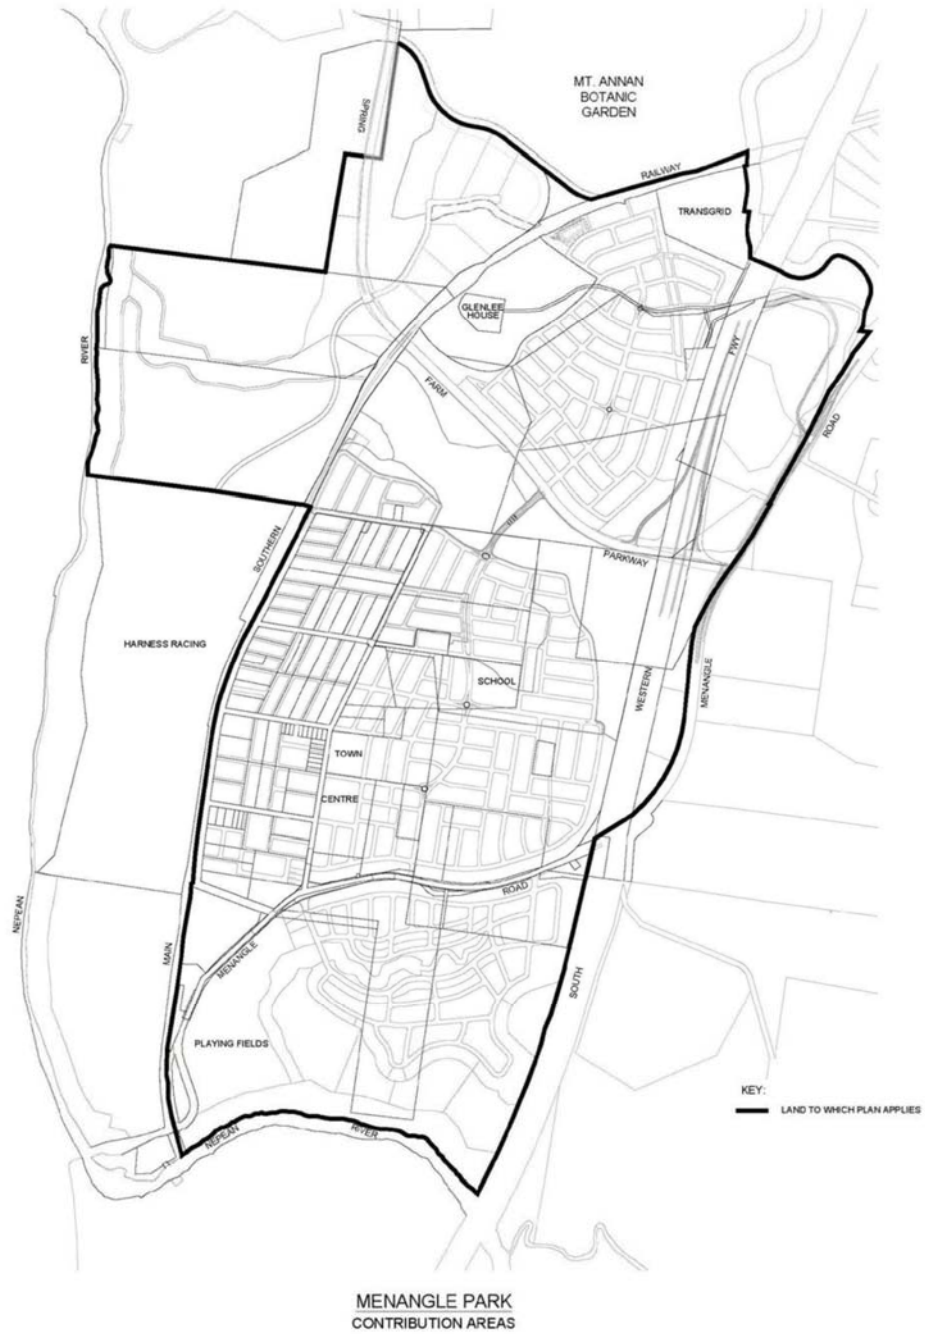 MT. ANNAN
BOTANIC
GARDEN
SPRING
RAILWAY
TRANSGRID
GLENLEE
HOUSE
RIVER
FWY
FARM
ROAD
SOUTHERN
PARKWAY
HARNESS RACING
SCHOOL
WESTERN
MENANGLE
TOWN
CENTRE
ROAD
NEPEAN
MAIN
MENANGLE
SOUTH
PLAYING FIELDS
KEY:
LAND TO WHICH PLAN APPLIES
NEPEAN
RIVER
MENANGLE PARK
CONTRIBUTION AREAS